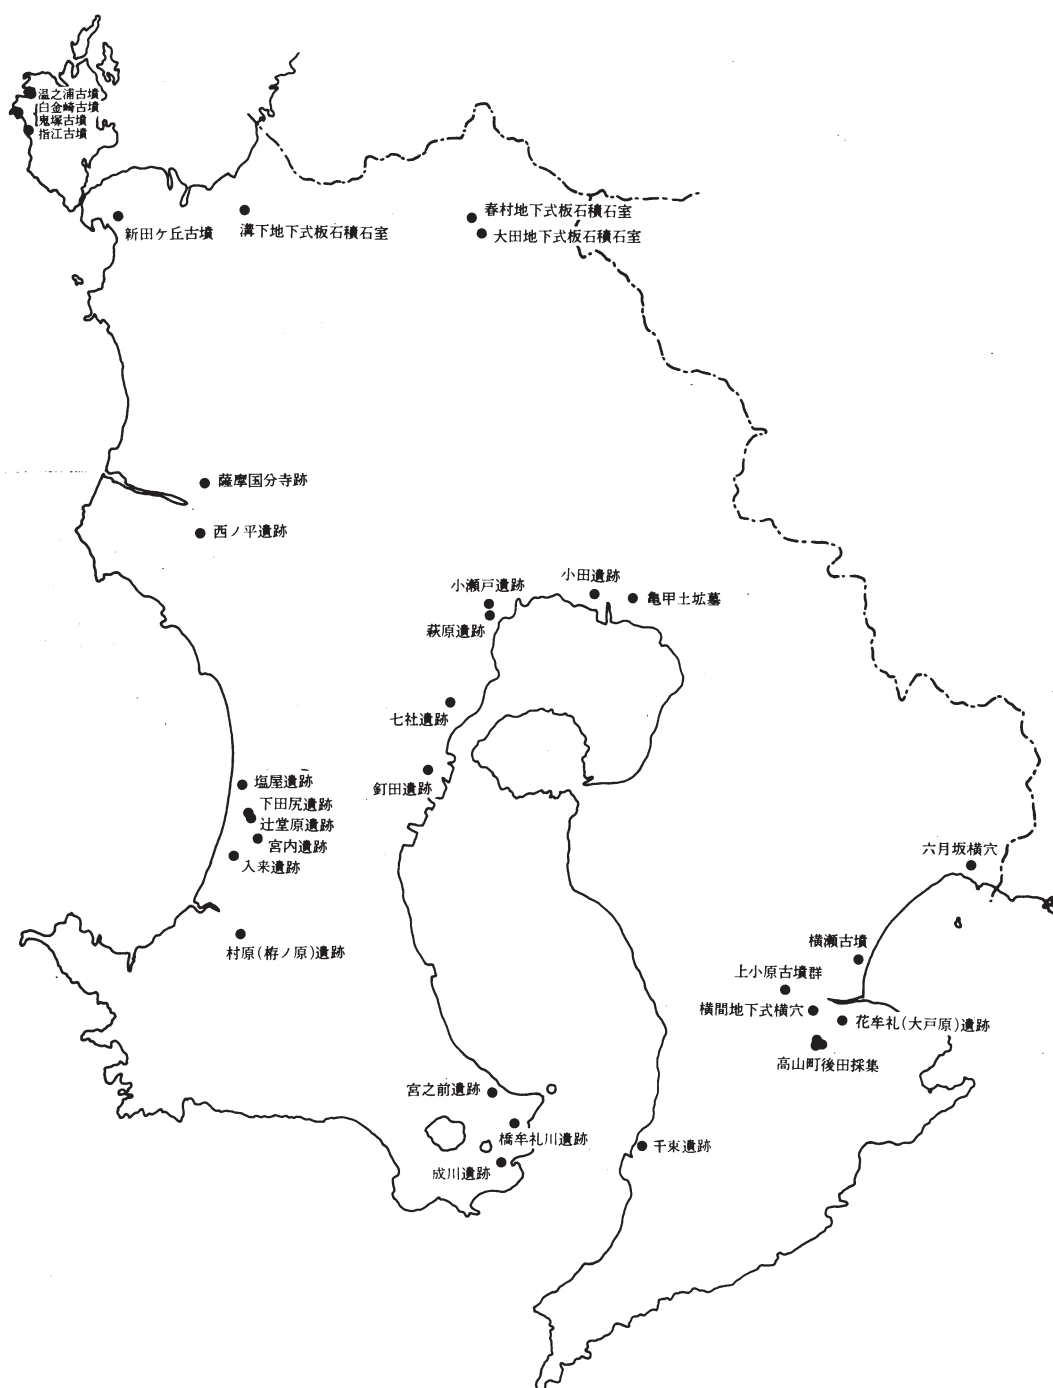 温之浦古墳
白金崎古墳
鬼塚古墳
指江古墳
新田ケ丘古墳
溝下地下式板石積石室
春村地下式板石積石室
大田地下式板石積石室
薩摩国分寺跡
西ノ平遺跡
小瀬戸遺跡
萩原遺跡
小田遺跡
亀甲土拡墓
七社遺跡
釘田遺跡
塩屋遺跡
下田尻遺跡
辻堂原遺跡
宮内遺跡
入来遺跡
村原(栫ノ原)遺跡
六月坂横穴
横瀬古墳
上小原古墳群
横間地下式横穴
花牟礼(大戸原)遺跡
高山町後田採集
宮之前遺跡
橋牟礼川遺跡
成川遺跡
千束遺跡